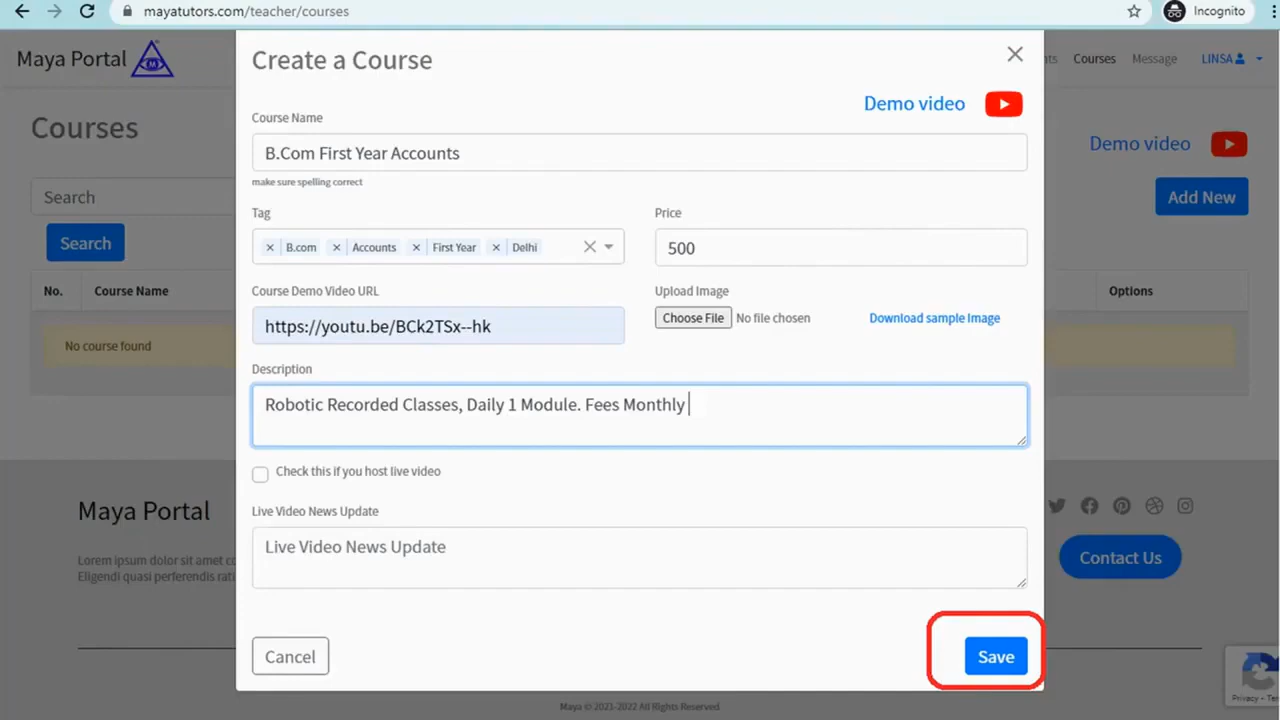 mayatutors.com/teacher/courses
Incognito
Maya Portal
M
Create a Course
nts Courses Message LINSA
Demo video
Courses
Course Name
Demo video
B.Com First Year Accounts
make sure spelling correct
Search
Add New
Tag
Price
× B.com × Accounts × First Year × Delhi
500
Search
Course Demo Video URL
Upload Image
No. Course Name
Options
https://youtu.be/BCk2TSx--hk
Choose File No file chosen
Download sample Image
No course found
Description
Robotic Recorded Classes, Daily 1 Module. Fees Monthly
Check this if you host live video
Maya Portal
Live Video News Update
Live Video News Update
Lorem ipsum dolor sit amet co
Eligendi quasi perferendis rati
Contact Us
Cancel
Save
Privacy - Ter
Maya © 2021-2022 All Rights Reserved